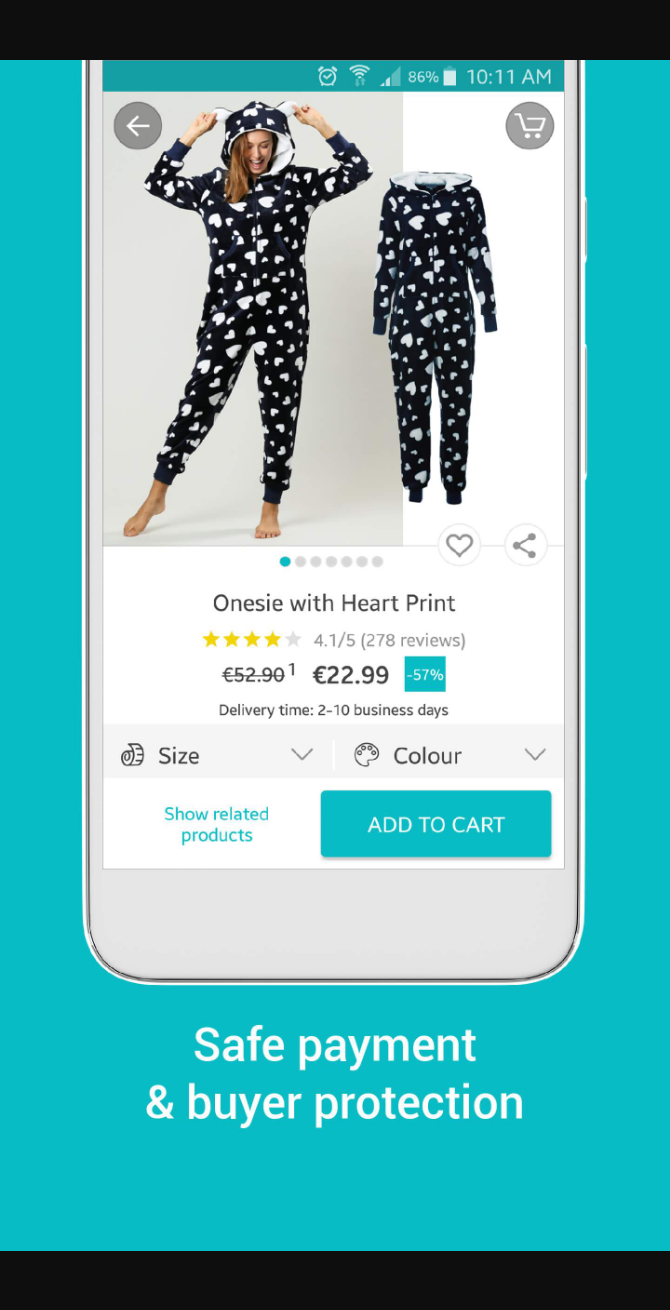 86% 10:11 AM
Onesie with Heart Print
4.1/5 (278 reviews)
€52.90 1 €22.99 -57%
Delivery time: 2-10 business days
Size Colour
Show related
products
ADD TO CART
Safe payment
& buyer protection